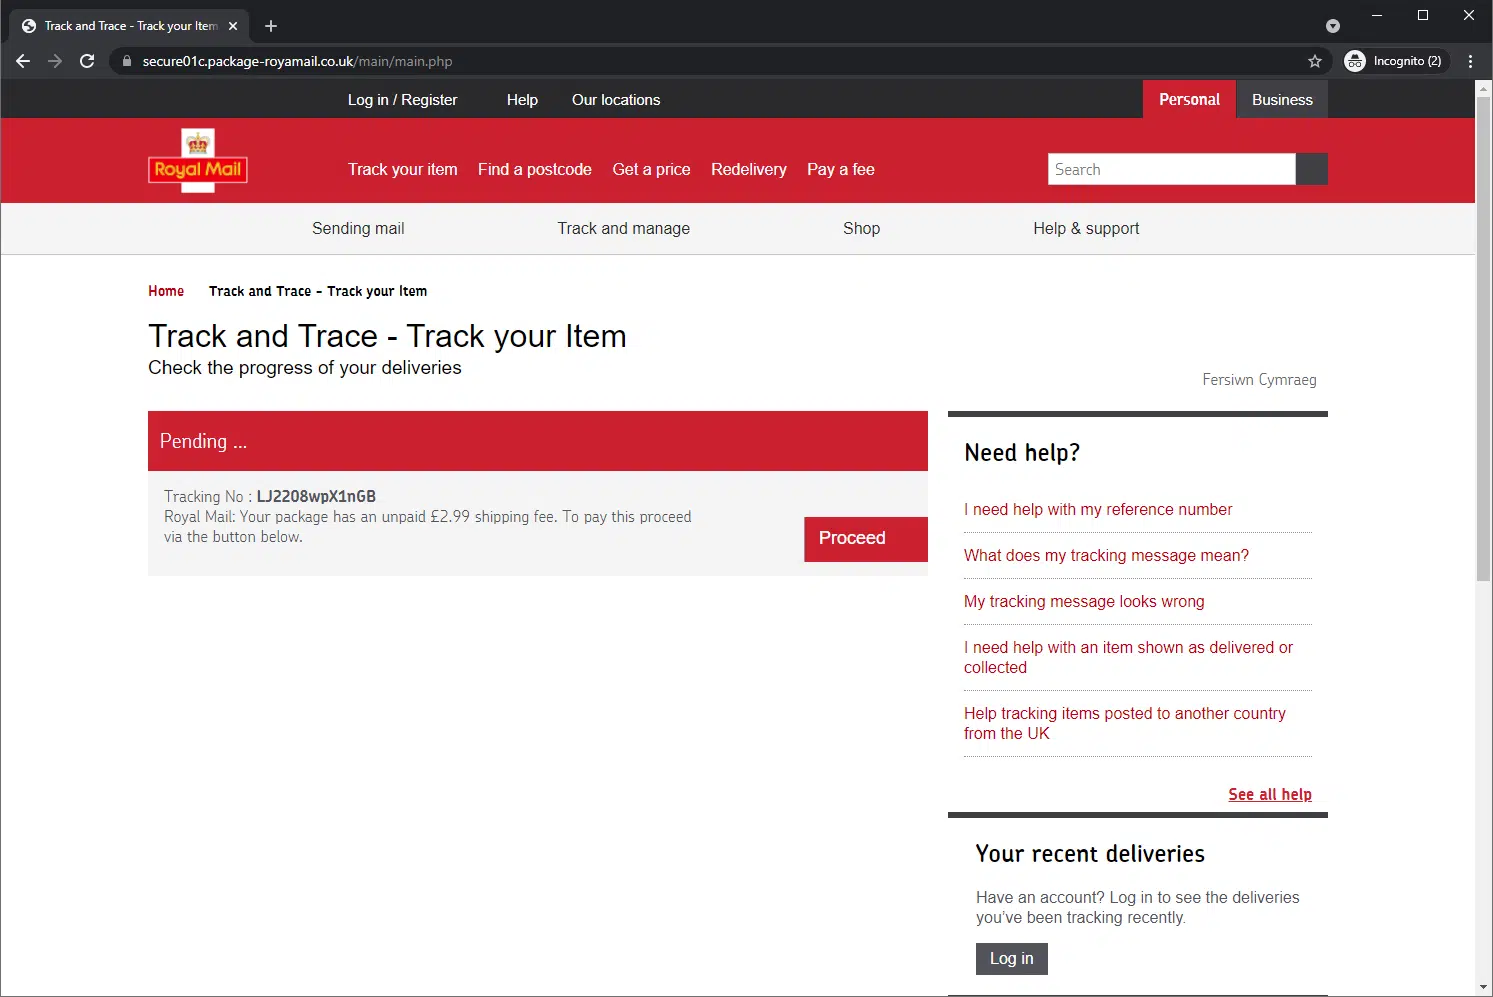 Track and Trace - Track your Item
secure01c.package-royamail.co.uk/main/main.php
Incognito (2)
Log in / Register Help Our locations Personal Business
Royal Mail
Track your item Find a postcode Get a price Redelivery Pay a fee Search
Sending mail Track and manage Shop Help & support
Home Track and Trace - Track your Item
Track and Trace - Track your Item
Check the progress of your deliveries
Fersiwn Cymraeg
Pending ...
Tracking No : LJ2208wpX1nGB
Royal Mail: Your package has an unpaid £2.99 shipping fee. To pay this proceed
via the button below.
Proceed
Need help?
I need help with my reference number
What does my tracking message mean?
My tracking message looks wrong
I need help with an item shown as delivered or
collected
Help tracking items posted to another country
from the UK
See all help
Your recent deliveries
Have an account? Log in to see the deliveries
you've been tracking recently.
Log in